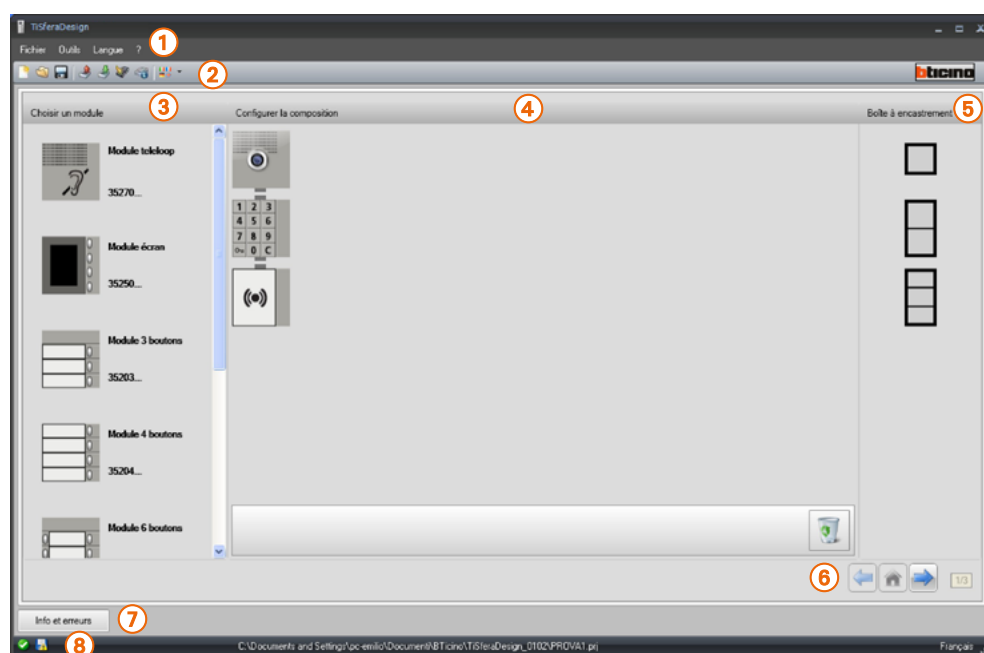 TiSferaDesign
Fichier Outils Langue ? 1
2
bticino
Choisir un module 3
Configurer la composition 4
Boîte à encastrement 5
Module teleloop
35270...
Module écran
35250...
Module 3 boutons
35203...
Module 4 boutons
35204...
Module 6 boutons
1 2 3
4 5 6
7 8 9
0 C
6
1/3
Info et erreurs 7
8
C:\Documents and Settings\pc-emilio\Documenti\BTicino\TiSferaDesign_0102\PROVA1.prj
Français